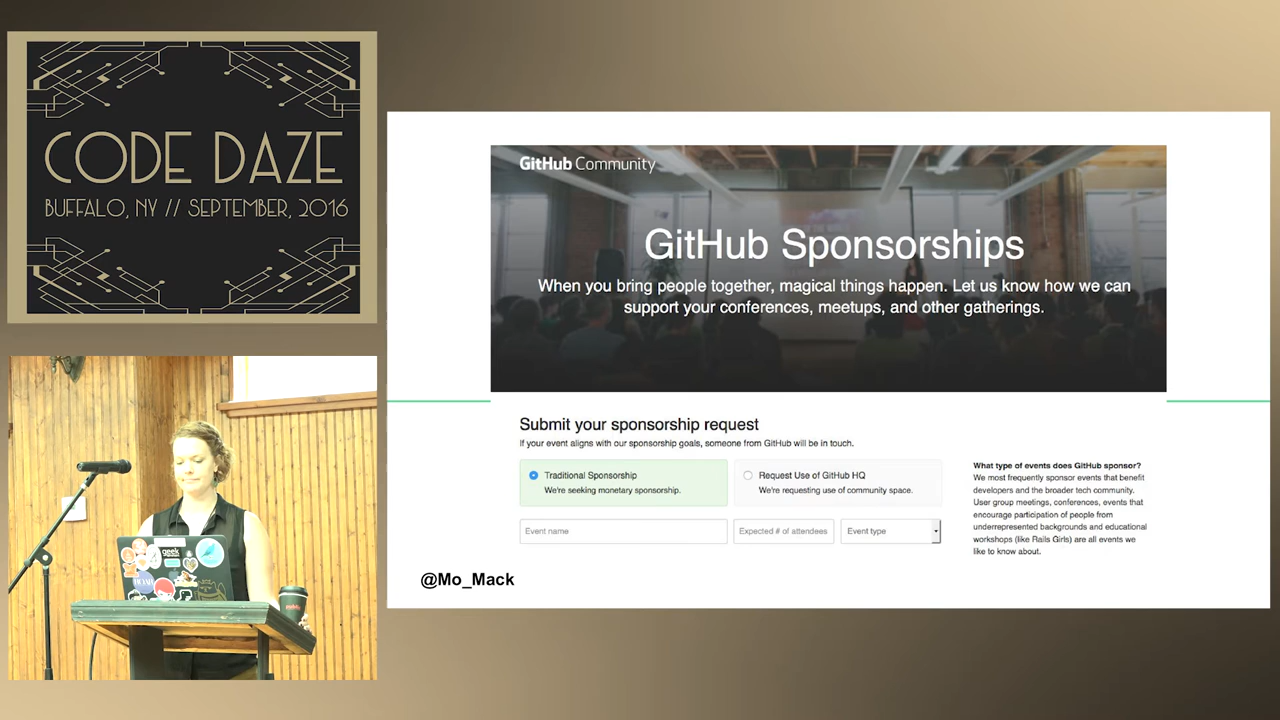 CODE DAZE
BUFFALO, NY // SEPTEMBER, 2016
GitHub Community
GitHub Sponsorships
When you bring people together, magical things happen. Let us know how we can
support your conferences, meetups, and other gatherings.
Submit your sponsorship request
If your event aligns with our sponsorship goals, someone from GitHub will be in touch.
Traditional Sponsorship
We're seeking monetary sponsorship.
Request Use of GitHub HQ
We're requesting use of community space.
Event name
Expected # of attendees
Event type
What type of events does GitHub sponsor?
We most frequently sponsor events that benefit
developers and the broader tech community.
User group meetings, conferences, events that
encourage participation of people from
underrepresented backgrounds and educational
workshops (like Rails Girls) are all events we
like to know about.
@Mo_Mack
geek